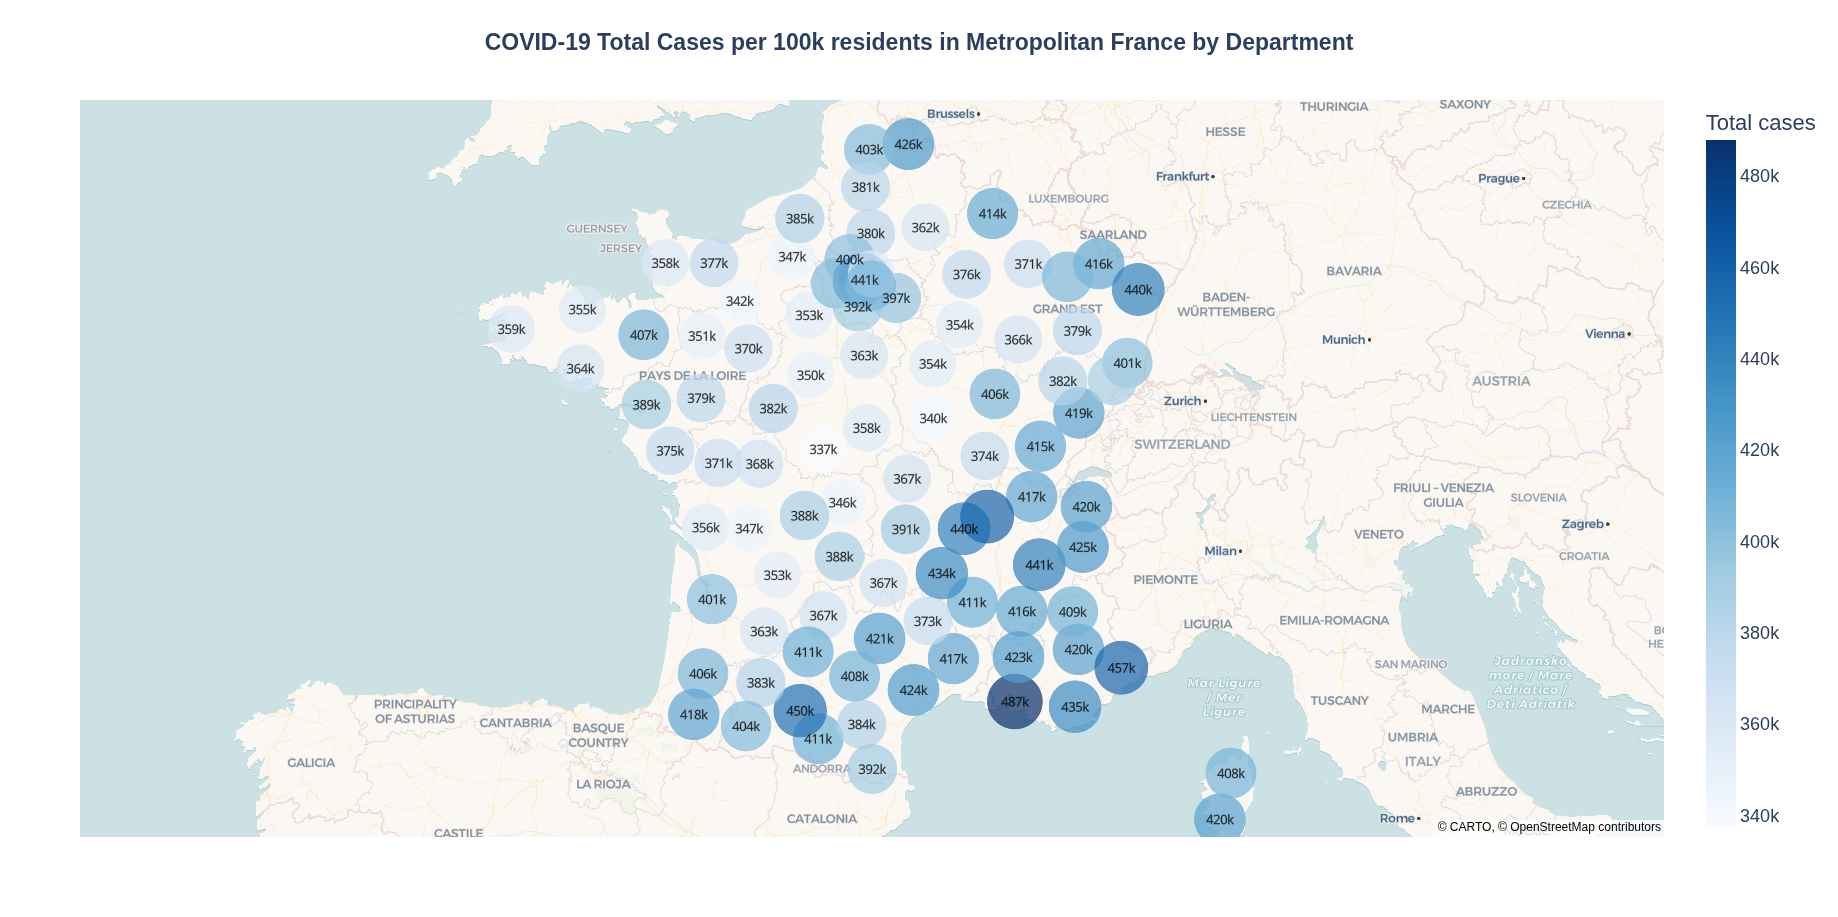 COVID-19 Total Cases per 100k residents in Metropolitan France by Department
Total cases
480k
460k
440k
420k
400k
380k
360k
340k
THURINGIA
SAXONY
Brussels
HESSE
403k
426k
Frankfurt
Prague
381k
LUXEMBOURG
CZECHIA
385k
414k
GUERNSEY
362k
380k
SAARLAND
JERSEY
347k
400k
358k
377k
371k
416k
376k
BAVARIA
441k
440k
397k
342k
392k
BADEN-
WÜRTTEMBERG
GRAND EST
355k
353k
359k
354k
379k
407k
351k
366k
Vienna
Munich
370k
363k
354k
401k
364k
PAYS DE LA LOIRE
350k
382k
AUSTRIA
379k
406k
389k
382k
Zurich
419k
LIECHTENSTEIN
340k
358k
SWITZERLAND
375k
337k
415k
371k
368k
374k
367k
FRIULI – VENEZIA
GIULIA
SLOVENIA
417k
346k
420k
388k
Zagreb
356k
347k
391k
440k
VENETO
425k
Milan
CROATIA
388k
441k
353k
434k
367k
PIEMONTE
401k
411k
416k
409k
367k
373k
LIGURIA
EMILIA-ROMAGNA
363k
421k
411k
420k
423k
417k
SAN MARINO
Jadransko
more / Mare
Adriatico /
Deti Adriatik
457k
406k
408k
383k
Mar Ligure
/ Mer
Ligure
424k
TUSCANY
PRINCIPALITY
OF ASTURIAS
487k
435k
MARCHE
418k
450k
CANTABRIA
404k
384k
BASQUE
COUNTRY
411k
UMBRIA
GALICIA
ITALY
ANDORRA
392k
408k
LA RIOJA
ABRUZZO
CATALONIA
420k
Rome
CASTILE
© CARTO, © OpenStreetMap contributors